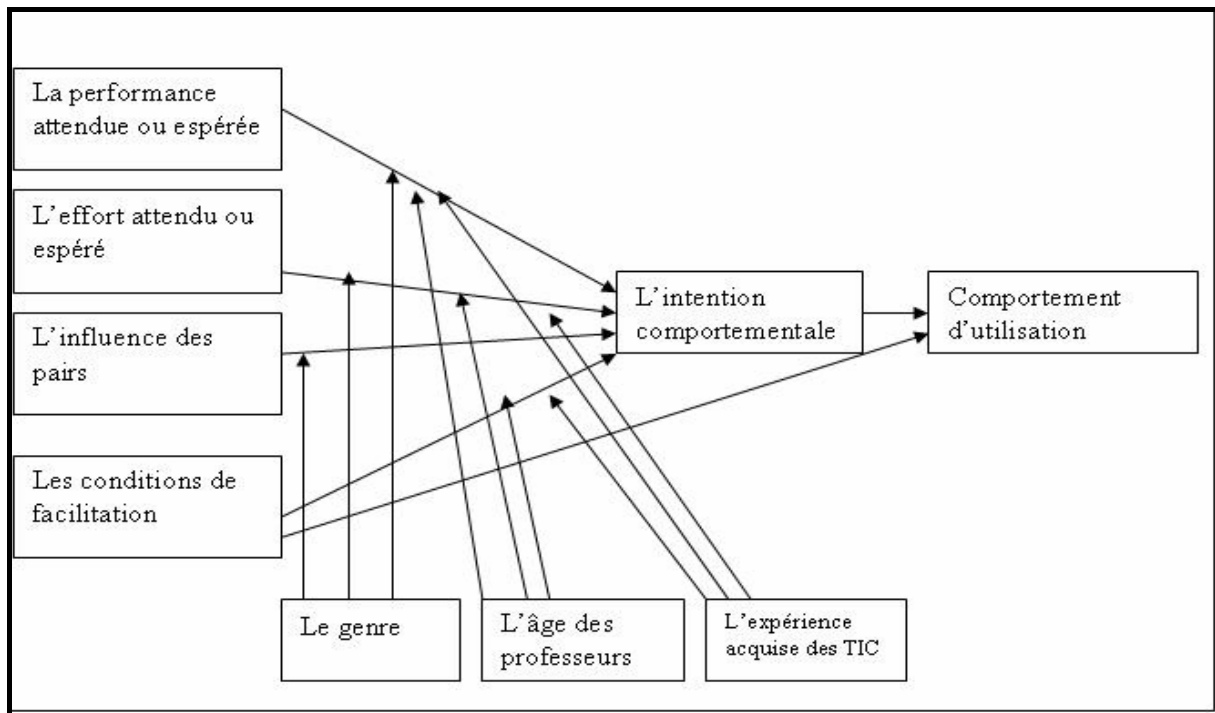 La performance
attendue ou espérée
L'effort attendu ou
espéré
L'influence des
pairs
Les conditions de
facilitation
L'intention
comportementale
Comportement
d'utilisation
Le genre
L'âge des
professeurs
L'expérience
acquise des TIC